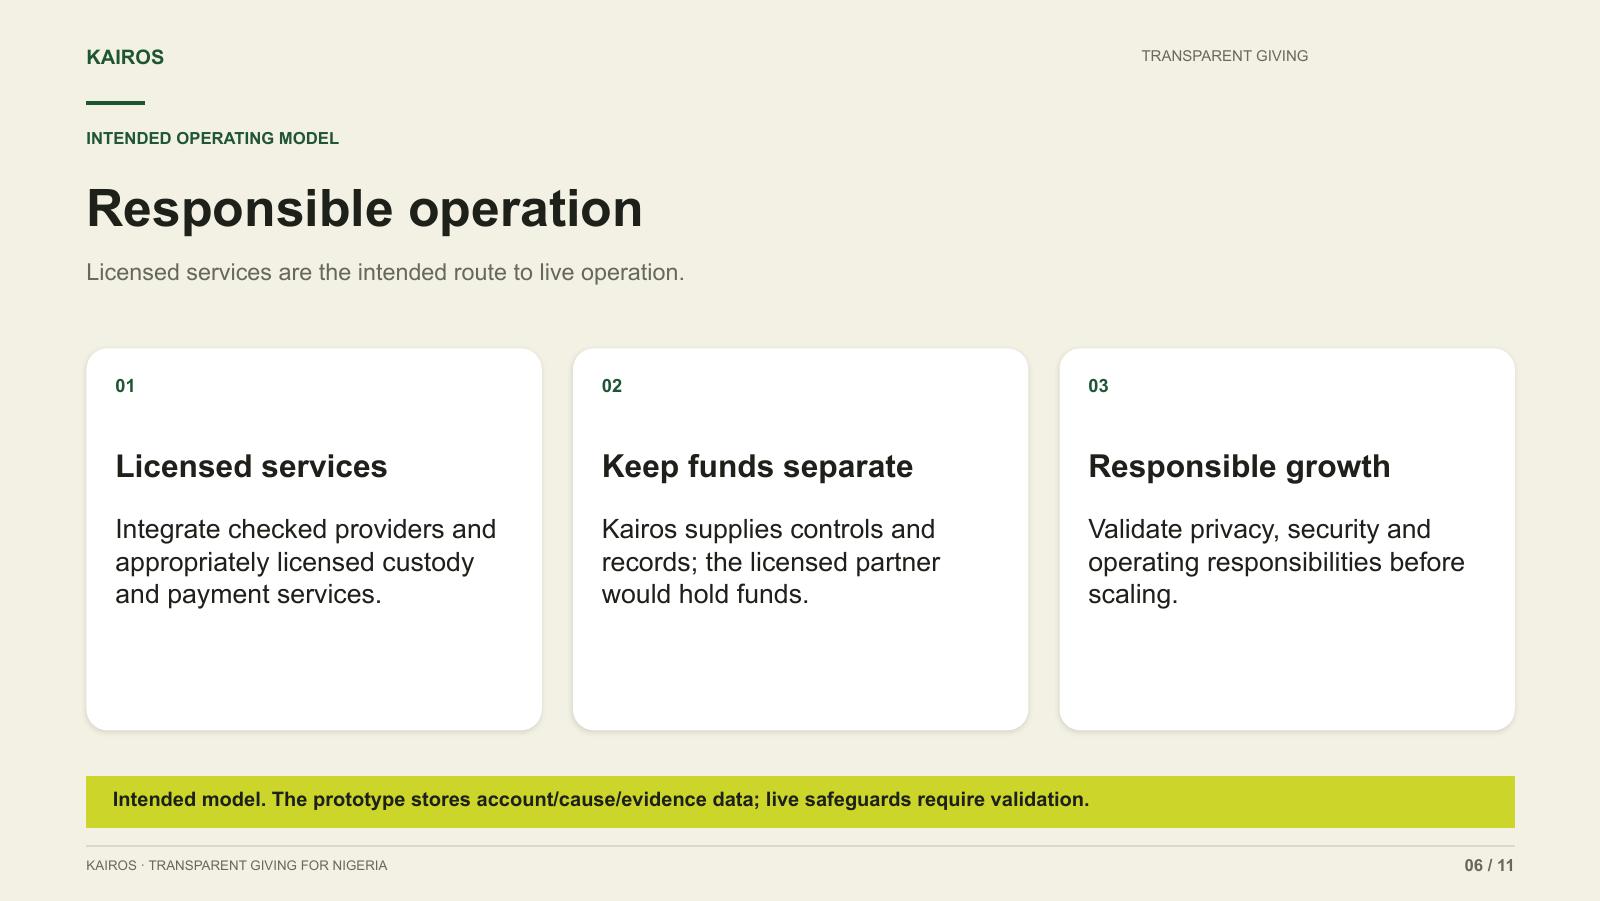 KAIROS
TRANSPARENT GIVING
INTENDED OPERATING MODEL
Responsible operation
Licensed services are the intended route to live operation.
01
Licensed services
Integrate checked providers and
appropriately licensed custody
and payment services.
02
Keep funds separate
Kairos supplies controls and
records; the licensed partner
would hold funds.
03
Responsible growth
Validate privacy, security and
operating responsibilities before
scaling.
Intended model. The prototype stores account/cause/evidence data; live safeguards require validation.
KAIROS · TRANSPARENT GIVING FOR NIGERIA
06 / 11